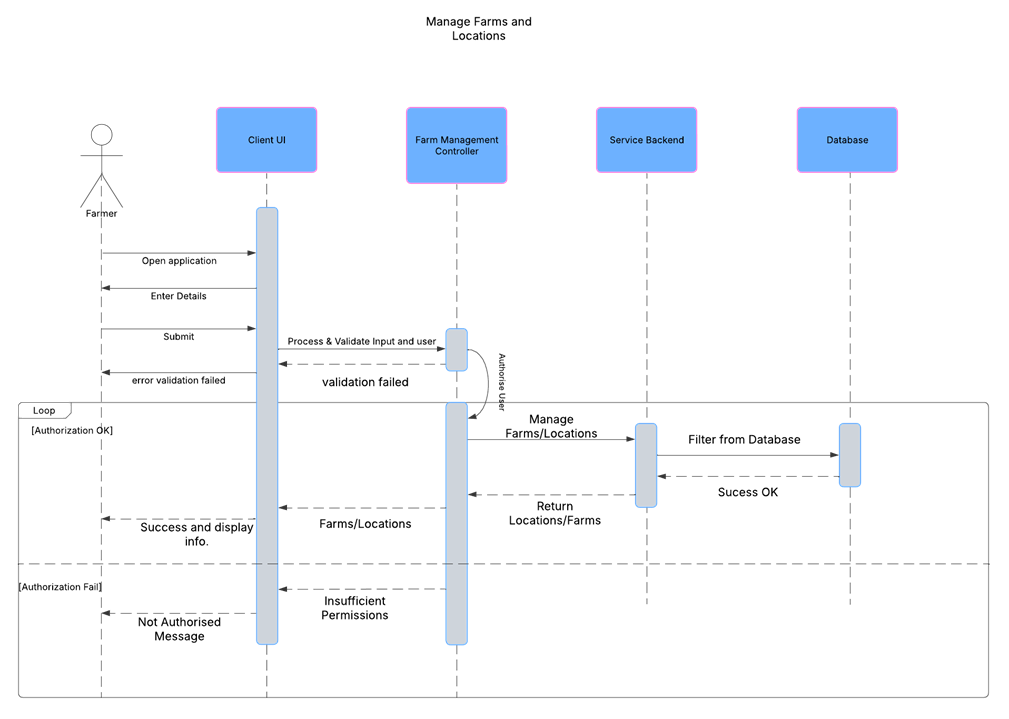 Manage Farms and
Locations
Client UI
Farm Management
Controller
Service Backend
Database
Farmer
Open application
Enter Details
Submit
Process & Validate Input and user
Authorise User
error validation failed
validation failed
Loop
[Authorization OK]
Manage
Farms/Locations
Filter from Database
Sucess OK
Return
Locations/Farms
Farms/Locations
Success and display
info.
[Authorization Fail]
Insufficient
Permissions
Not Authorised
Message